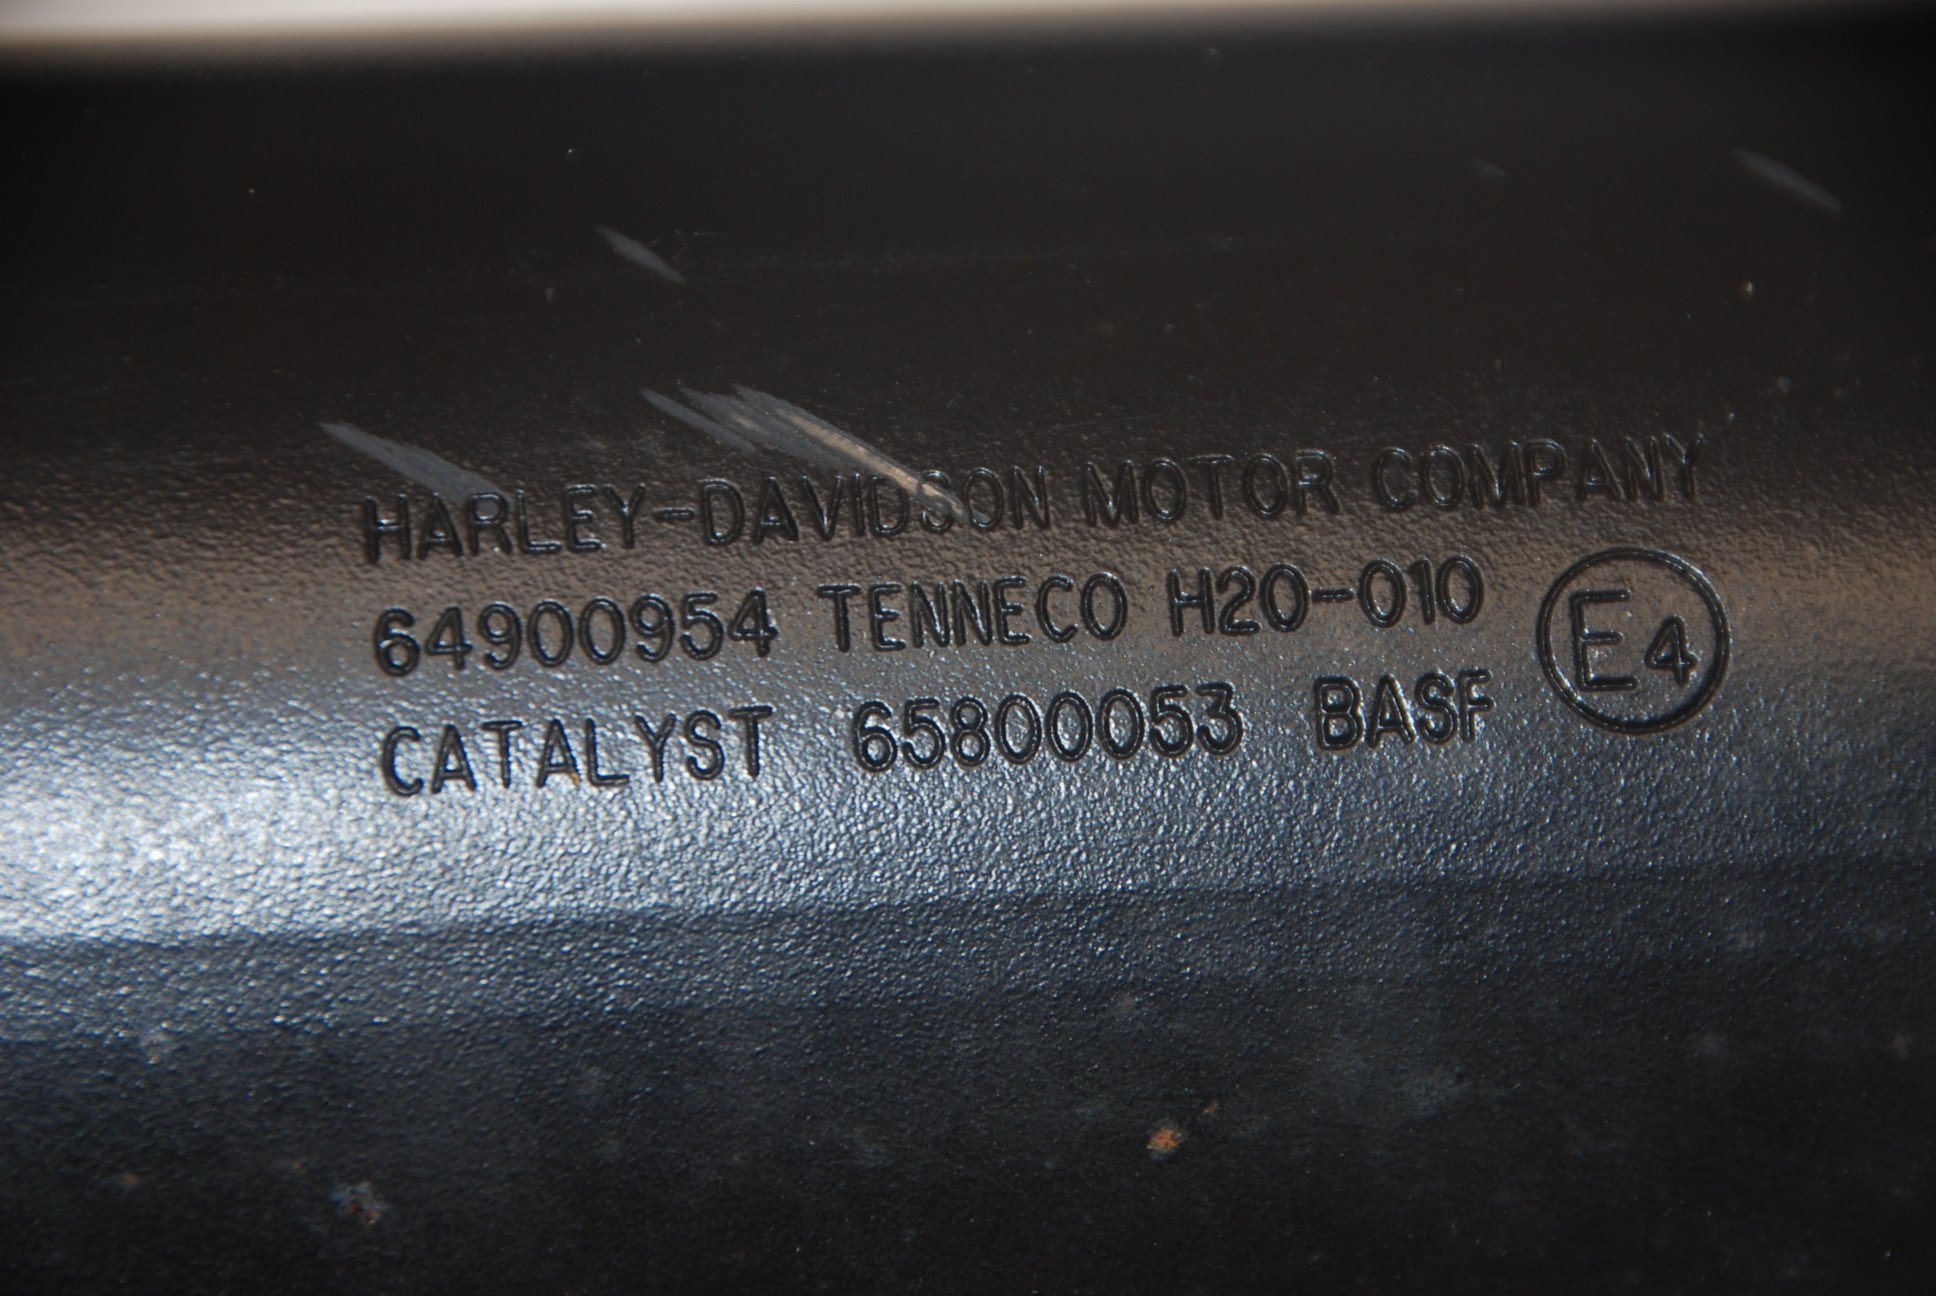 HARLEY-DAVIDSON MOTOR COMPANY
64900954 TENNECO H20-010
E4
CATALYST 65800053 BASF